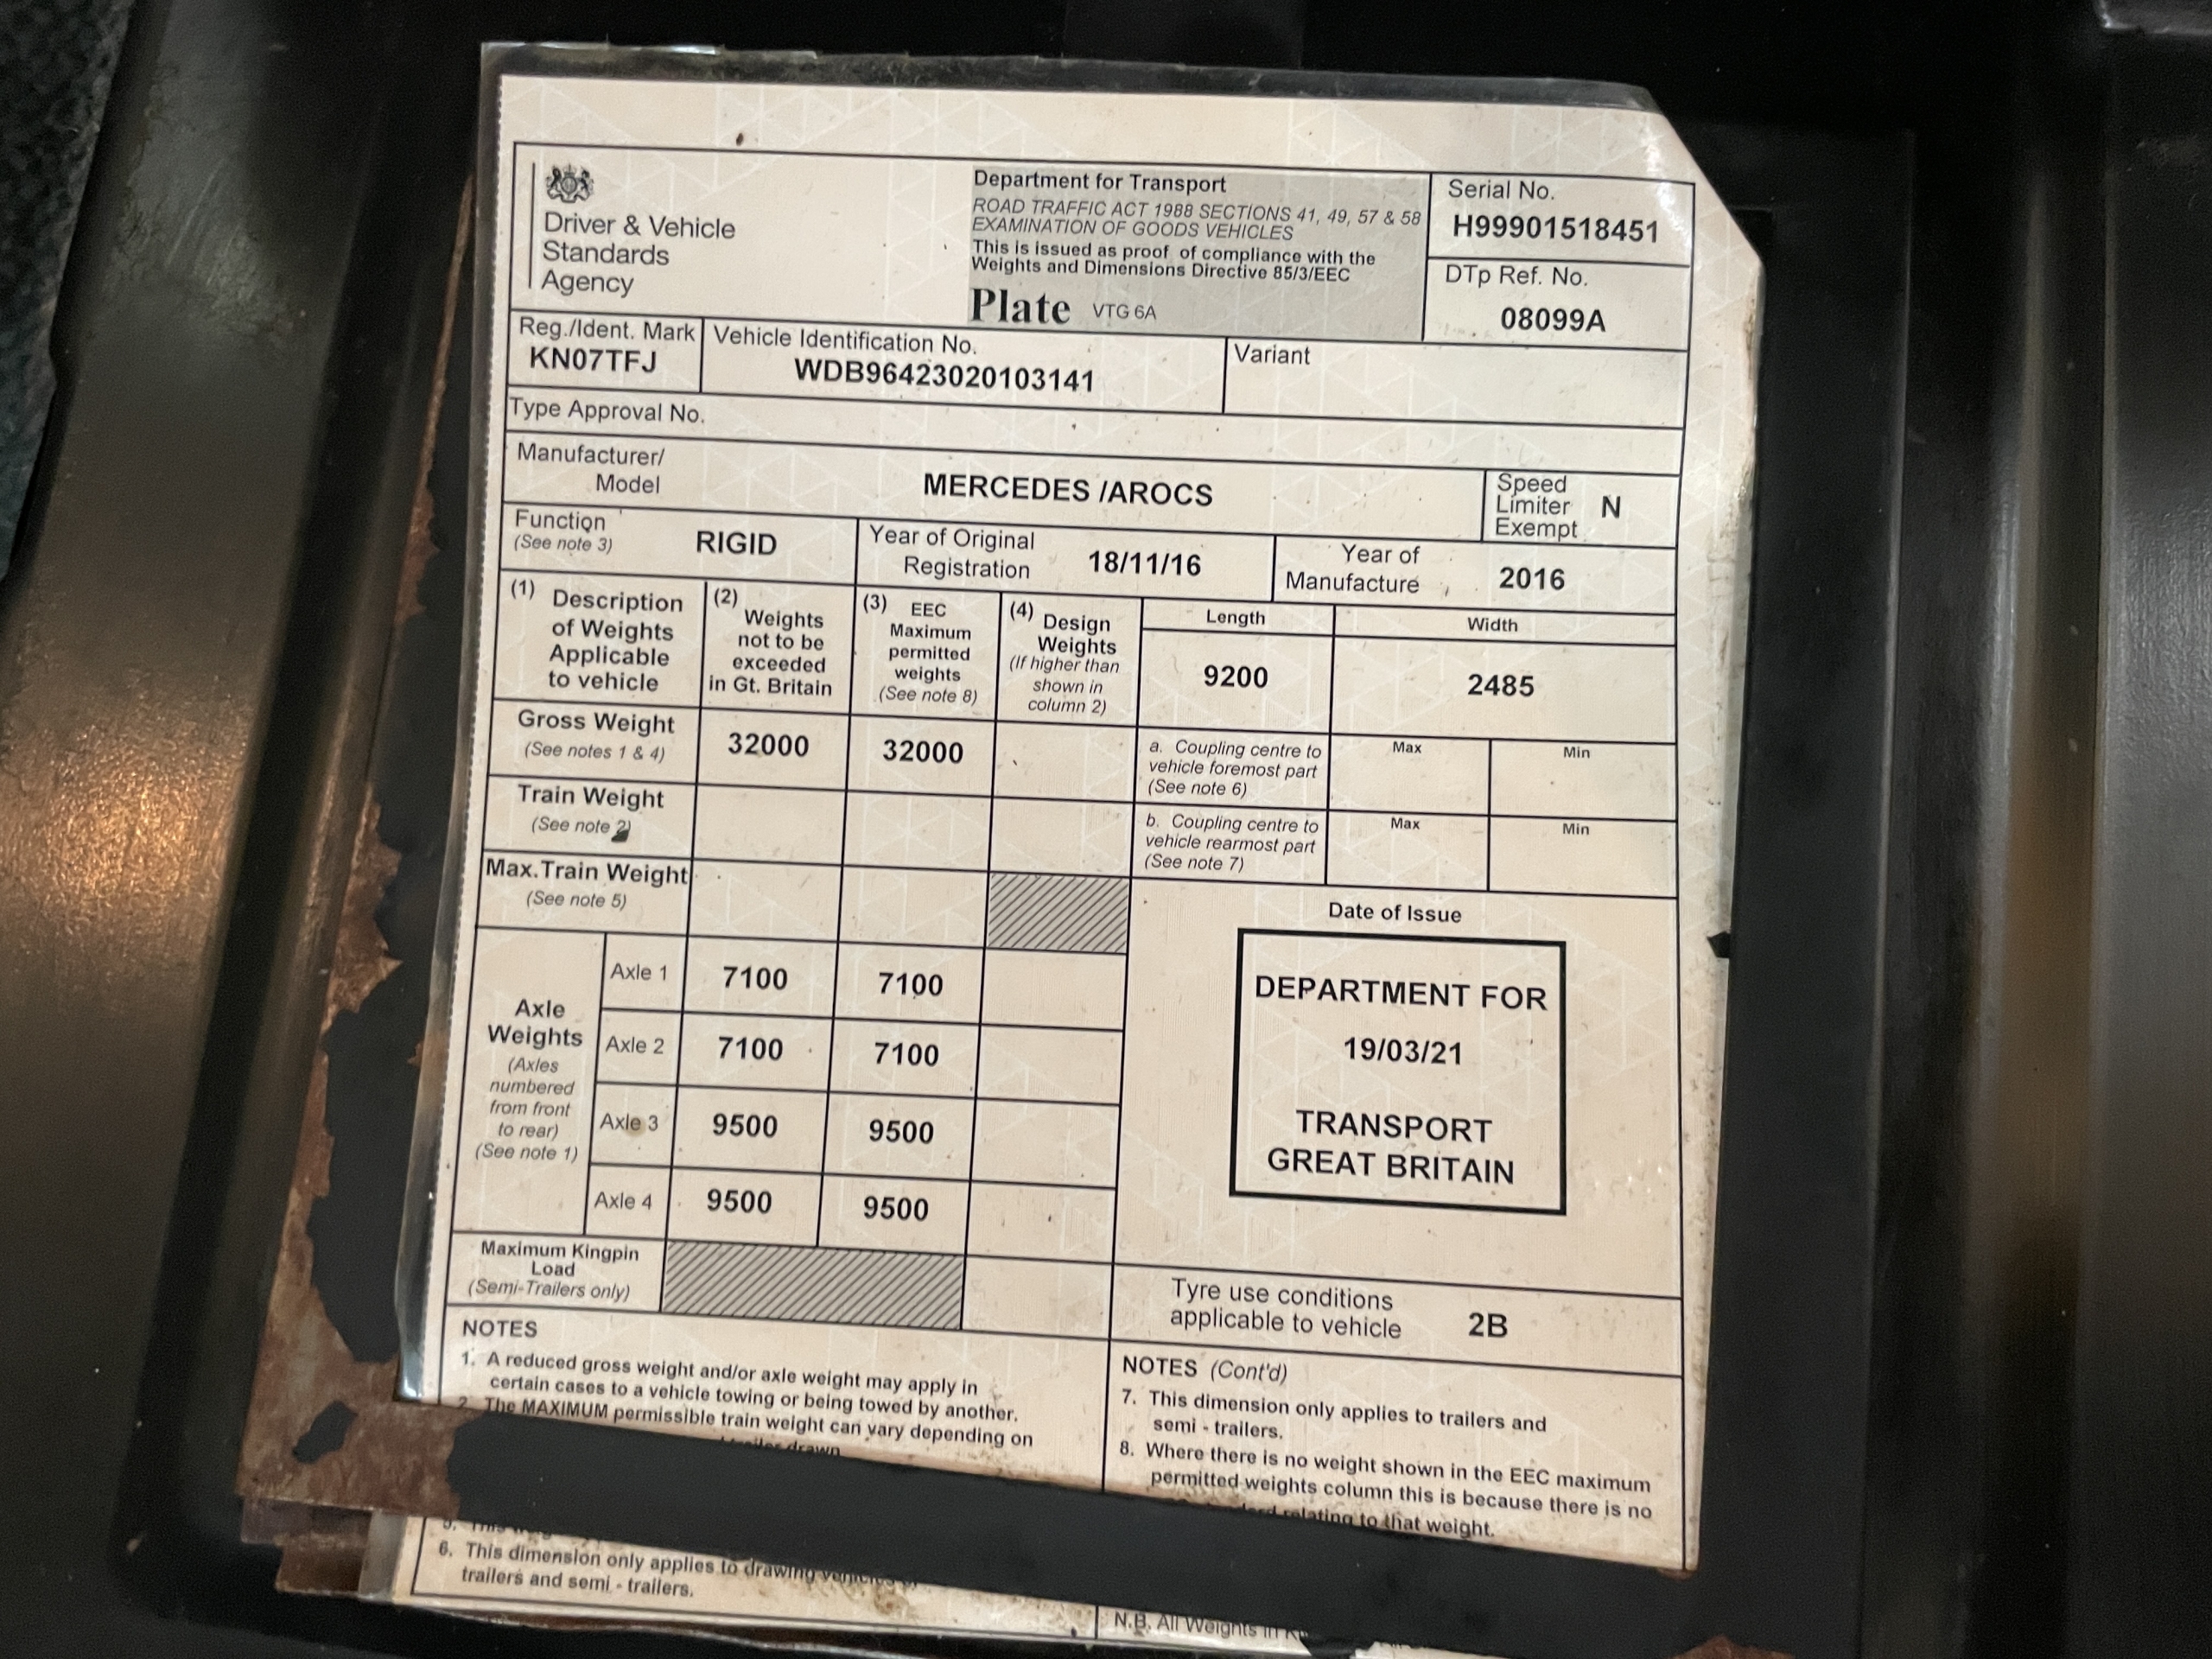 Driver & Vehicle
Standards
Agency
Department for Transport
ROAD TRAFFIC ACT 1988 SECTIONS 41, 49, 57 & 58
EXAMINATION OF GOODS VEHICLES
This is issued as proof of compliance with the
Weights and Dimensions Directive 85/3/EEC
Plate VTG 6A
Serial No.
H99901518451
DTp Ref. No.
08099A
Reg./Ident. Mark
KN07TFJ
Vehicle Identification No.
WDB96423020103141
Variant
Type Approval No.
Manufacturer/
Model
MERCEDES /AROCS
Speed
Limiter
Exempt
N
Function
(See note 3)
RIGID
Year of Original
Registration
18/11/16
Year of
Manufacture
2016
(1) Description
of Weights
Applicable
to vehicle
(2) Weights
not to be
exceeded
in Gt. Britain
(3) EEC
Maximum
permitted
weights
(See note 8)
(4) Design
Weights
(If higher than
shown in
column 2)
Length
9200
Width
2485
Gross Weight
(See notes 1 & 4)
32000
32000
a. Coupling centre to
vehicle foremost part
(See note 6)
Max
Min
Train Weight
(See note 2)
b. Coupling centre to
vehicle rearmost part
(See note 7)
Max
Min
Max.Train Weight
(See note 5)
Axle
Weights
(Axles
numbered
from front
to rear)
(See note 1)
Axle 1 7100 7100
Axle 2 7100 7100
Axle 3 9500 9500
Axle 4 9500 9500
Date of Issue
DEPARTMENT FOR
19/03/21
TRANSPORT
GREAT BRITAIN
Maximum Kingpin
Load
(Semi-Trailers only)
Tyre use conditions
applicable to vehicle
2B
NOTES
1. A reduced gross weight and/or axle weight may apply in
certain cases to a vehicle towing or being towed by another.
2. The MAXIMUM permissible train weight can vary depending on
drawn
NOTES (Cont'd)
7. This dimension only applies to trailers and
semi - trailers.
8. Where there is no weight shown in the EEC maximum
permitted weights column this is because there is no
relating to that weight.
5. This
6. This dimension only applies to drawing vehicles
trailers and semi - trailers.
N.B. All Weights in